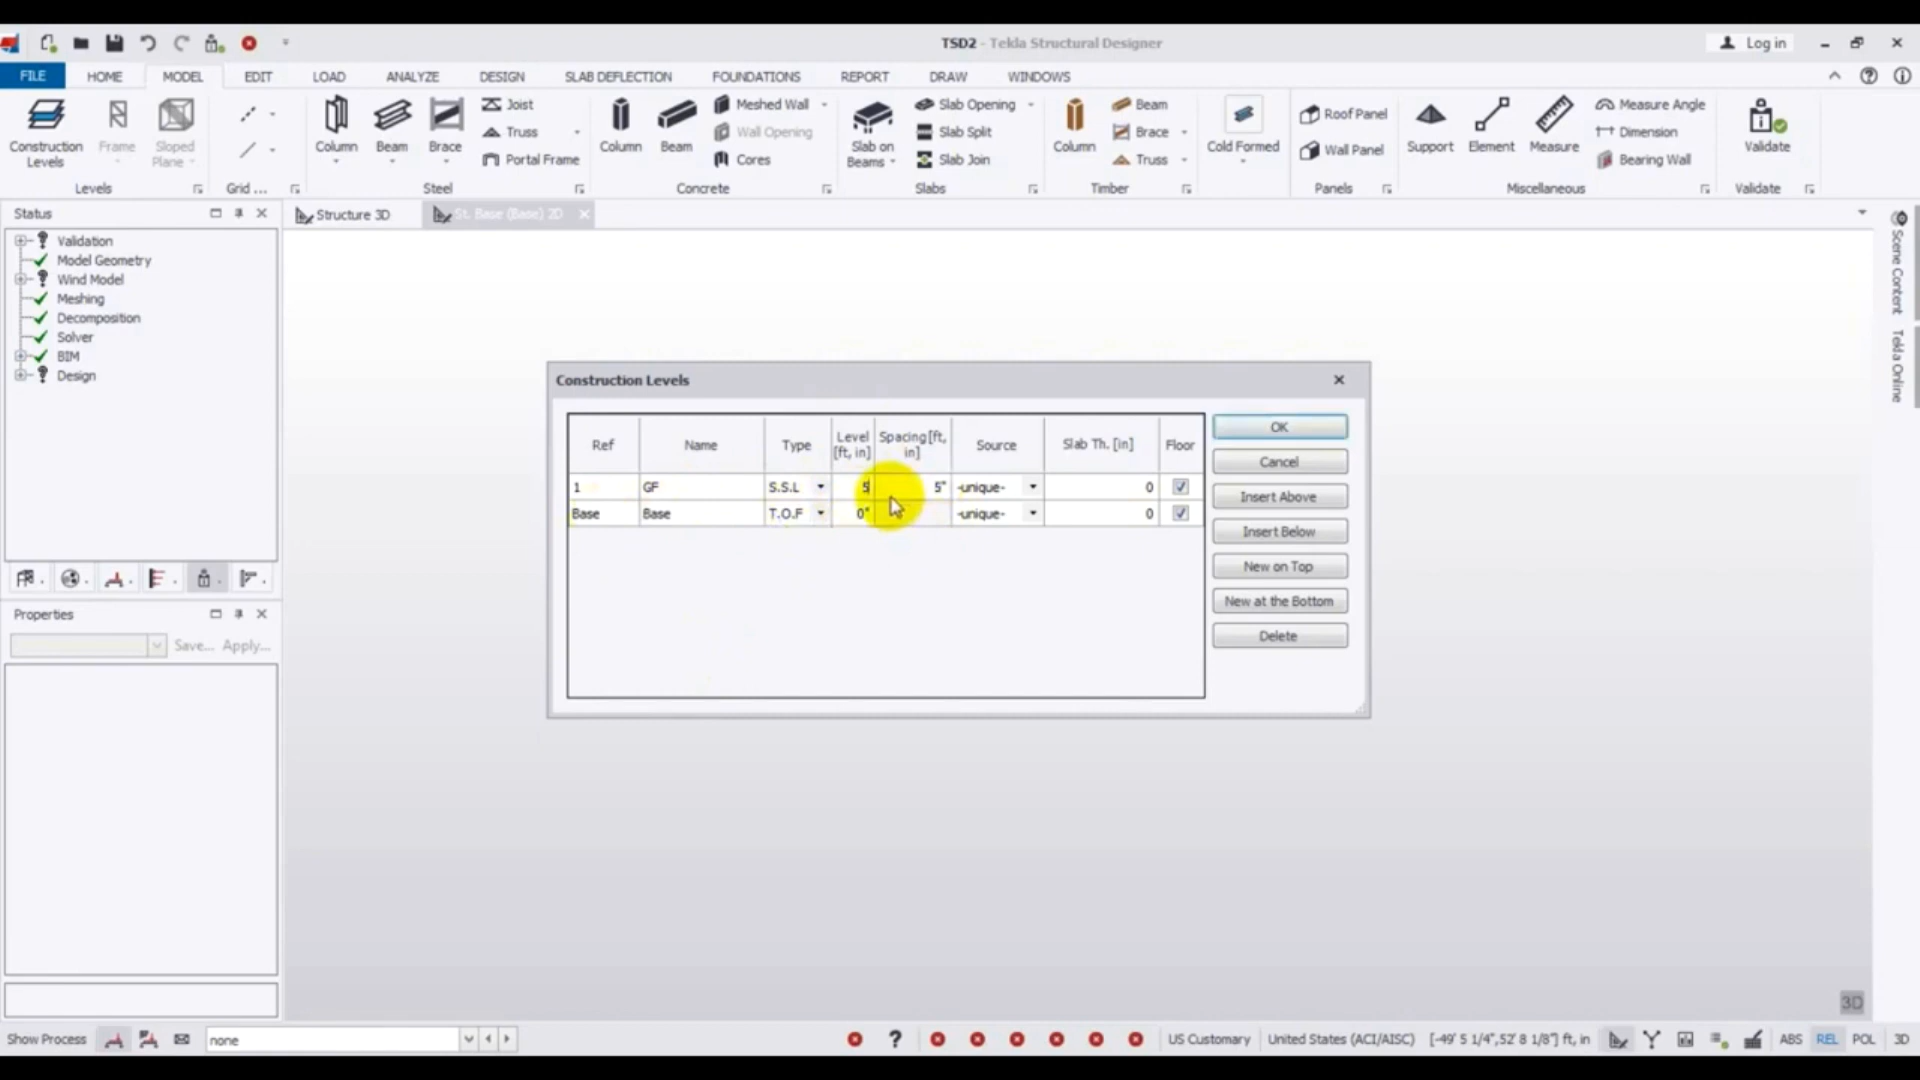 TSD2 - Tekla Structural Designer
Log in
FILE
HOME
MODEL
EDIT
LOAD
ANALYZE
DESIGN
SLAB DEFLECTION
FOUNDATIONS
REPORT
DRAW
WINDOWS
Construction Levels
Frame
Sloped Plane
Levels
Grid ...
Column
Beam
Brace
Joist
Truss
Portal Frame
Steel
Column
Beam
Meshed Wall
Wall Opening
Cores
Concrete
Slab on Beams
Slab Opening
Slab Split
Slab Join
Slabs
Column
Beam
Brace
Truss
Timber
Cold Formed
Roof Panel
Wall Panel
Panels
Support
Element
Measure
Measure Angle
Dimension
Bearing Wall
Miscellaneous
Validate
Validate
Status
Structure 3D
St. Base (Base) 2D
Validation
Model Geometry
Wind Model
Meshing
Decomposition
Solver
BIM
Design
Scene Content
Tekla Online
Construction Levels
Ref Name Type Level [ft, in] Spacing[ft, in] Source Slab Th. [in] Floor
1 GF S.S.L 5 5" -unique- 0
Base Base T.O.F 0" -unique- 0
OK
Cancel
Insert Above
Insert Below
New on Top
New at the Bottom
Delete
Properties
Save... Apply...
3D
Show Process
none
US Customary
United States (ACI/AISC)
[-49' 5 1/4",52' 8 1/8"] ft, in
ABS
REL
POL
3D